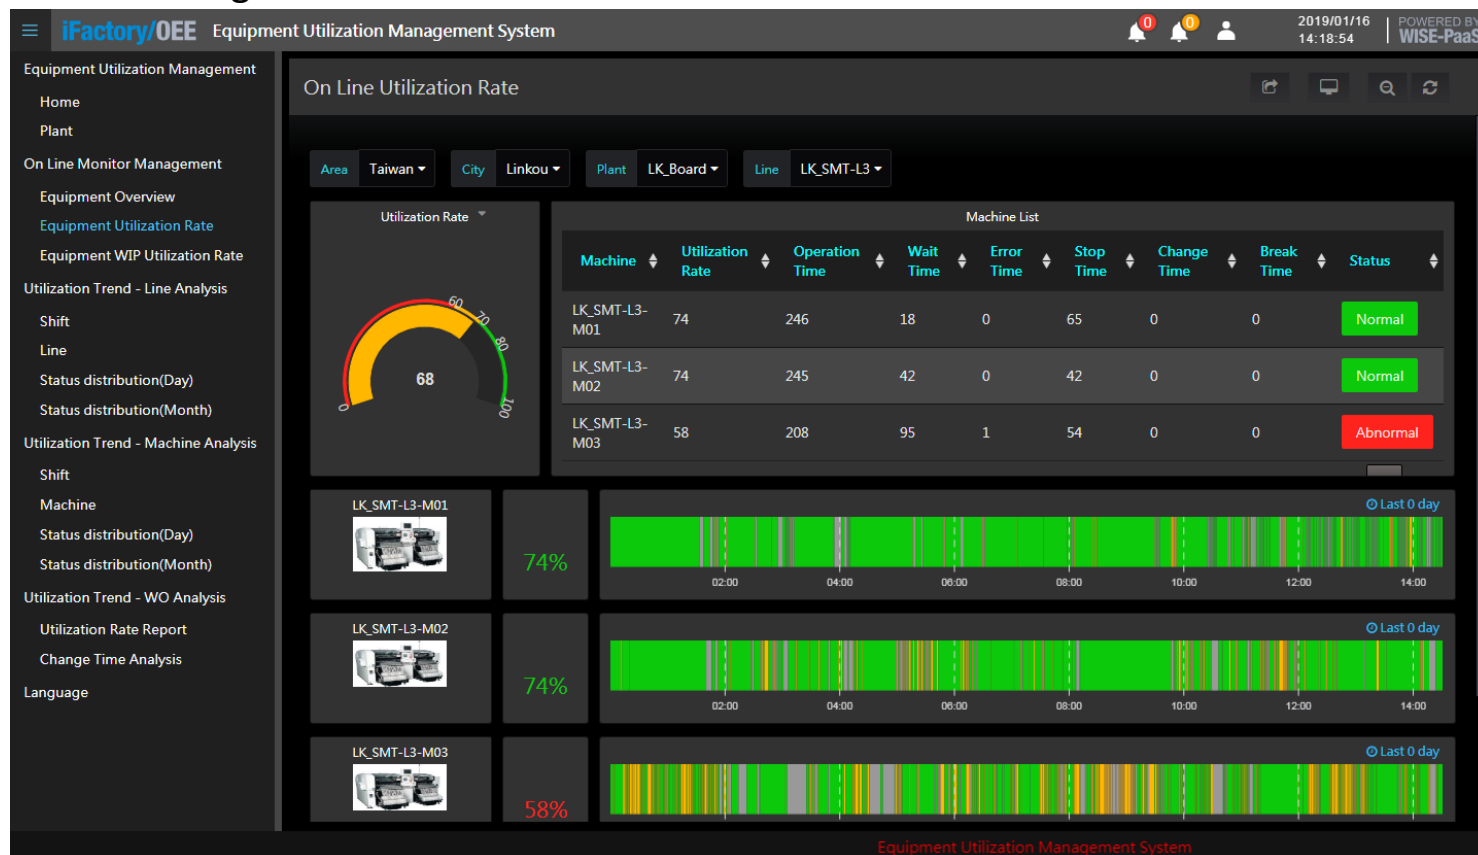 iFactory/OEE Equipment Utilization Management System
0
0
2019/01/16
14:18:54
POWERED BY
WISE-PaaS
Equipment Utilization Management
Home
Plant
On Line Monitor Management
Equipment Overview
Equipment Utilization Rate
Equipment WIP Utilization Rate
Utilization Trend - Line Analysis
Shift
Line
Status distribution(Day)
Status distribution(Month)
Utilization Trend - Machine Analysis
Shift
Machine
Status distribution(Day)
Status distribution(Month)
Utilization Trend - WO Analysis
Utilization Rate Report
Change Time Analysis
Language
On Line Utilization Rate
Area Taiwan City Linkou Plant LK_Board Line LK_SMT-L3
Utilization Rate
0 60 70 80 100
68
Machine List
Machine Utilization Rate Operation Time Wait Time Error Time Stop Time Change Time Break Time Status
LK_SMT-L3-M01 74 246 18 0 65 0 0 Normal
LK_SMT-L3-M02 74 245 42 0 42 0 0 Normal
LK_SMT-L3-M03 58 208 95 1 54 0 0 Abnormal
LK_SMT-L3-M01
74%
Last 0 day
02:00 04:00 06:00 08:00 10:00 12:00 14:00
LK_SMT-L3-M02
74%
Last 0 day
02:00 04:00 06:00 08:00 10:00 12:00 14:00
LK_SMT-L3-M03
58%
Last 0 day
Equipment Utilization Management System